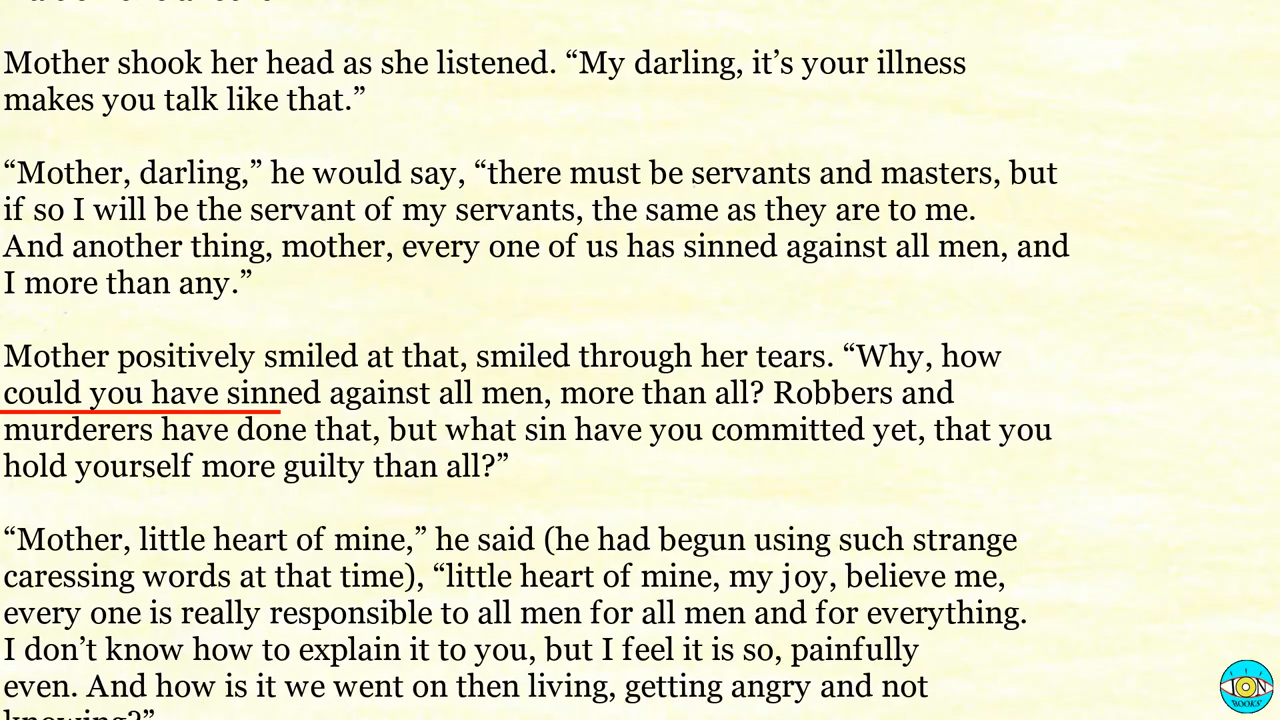 Mother shook her head as she listened. “My darling, it’s your illness
makes you talk like that.”
“Mother, darling,” he would say, “there must be servants and masters, but
if so I will be the servant of my servants, the same as they are to me.
And another thing, mother, every one of us has sinned against all men, and
I more than any.”
Mother positively smiled at that, smiled through her tears. “Why, how
could you have sinned against all men, more than all? Robbers and
murderers have done that, but what sin have you committed yet, that you
hold yourself more guilty than all?”
“Mother, little heart of mine,” he said (he had begun using such strange
caressing words at that time), “little heart of mine, my joy, believe me,
every one is really responsible to all men for all men and for everything.
I don’t know how to explain it to you, but I feel it is so, painfully
even. And how is it we went on then living, getting angry and not
knowing?”
ION
BOOKS